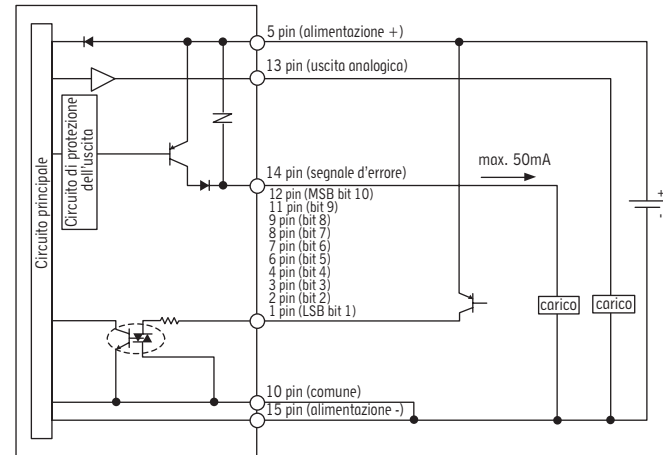 Circuito principale
Circuito di protezione
dell'uscita
5 pin (alimentazione +)
13 pin (uscita analogica)
14 pin (segnale d'errore)
max. 50mA
12 pin (MSB bit 10)
11 pin (bit 9)
9 pin (bit 8)
8 pin (bit 7)
7 pin (bit 6)
6 pin (bit 5)
4 pin (bit 4)
3 pin (bit 3)
2 pin (bit 2)
1 pin (LSB bit 1)
carico
carico
+
-
10 pin (comune)
15 pin (alimentazione -)